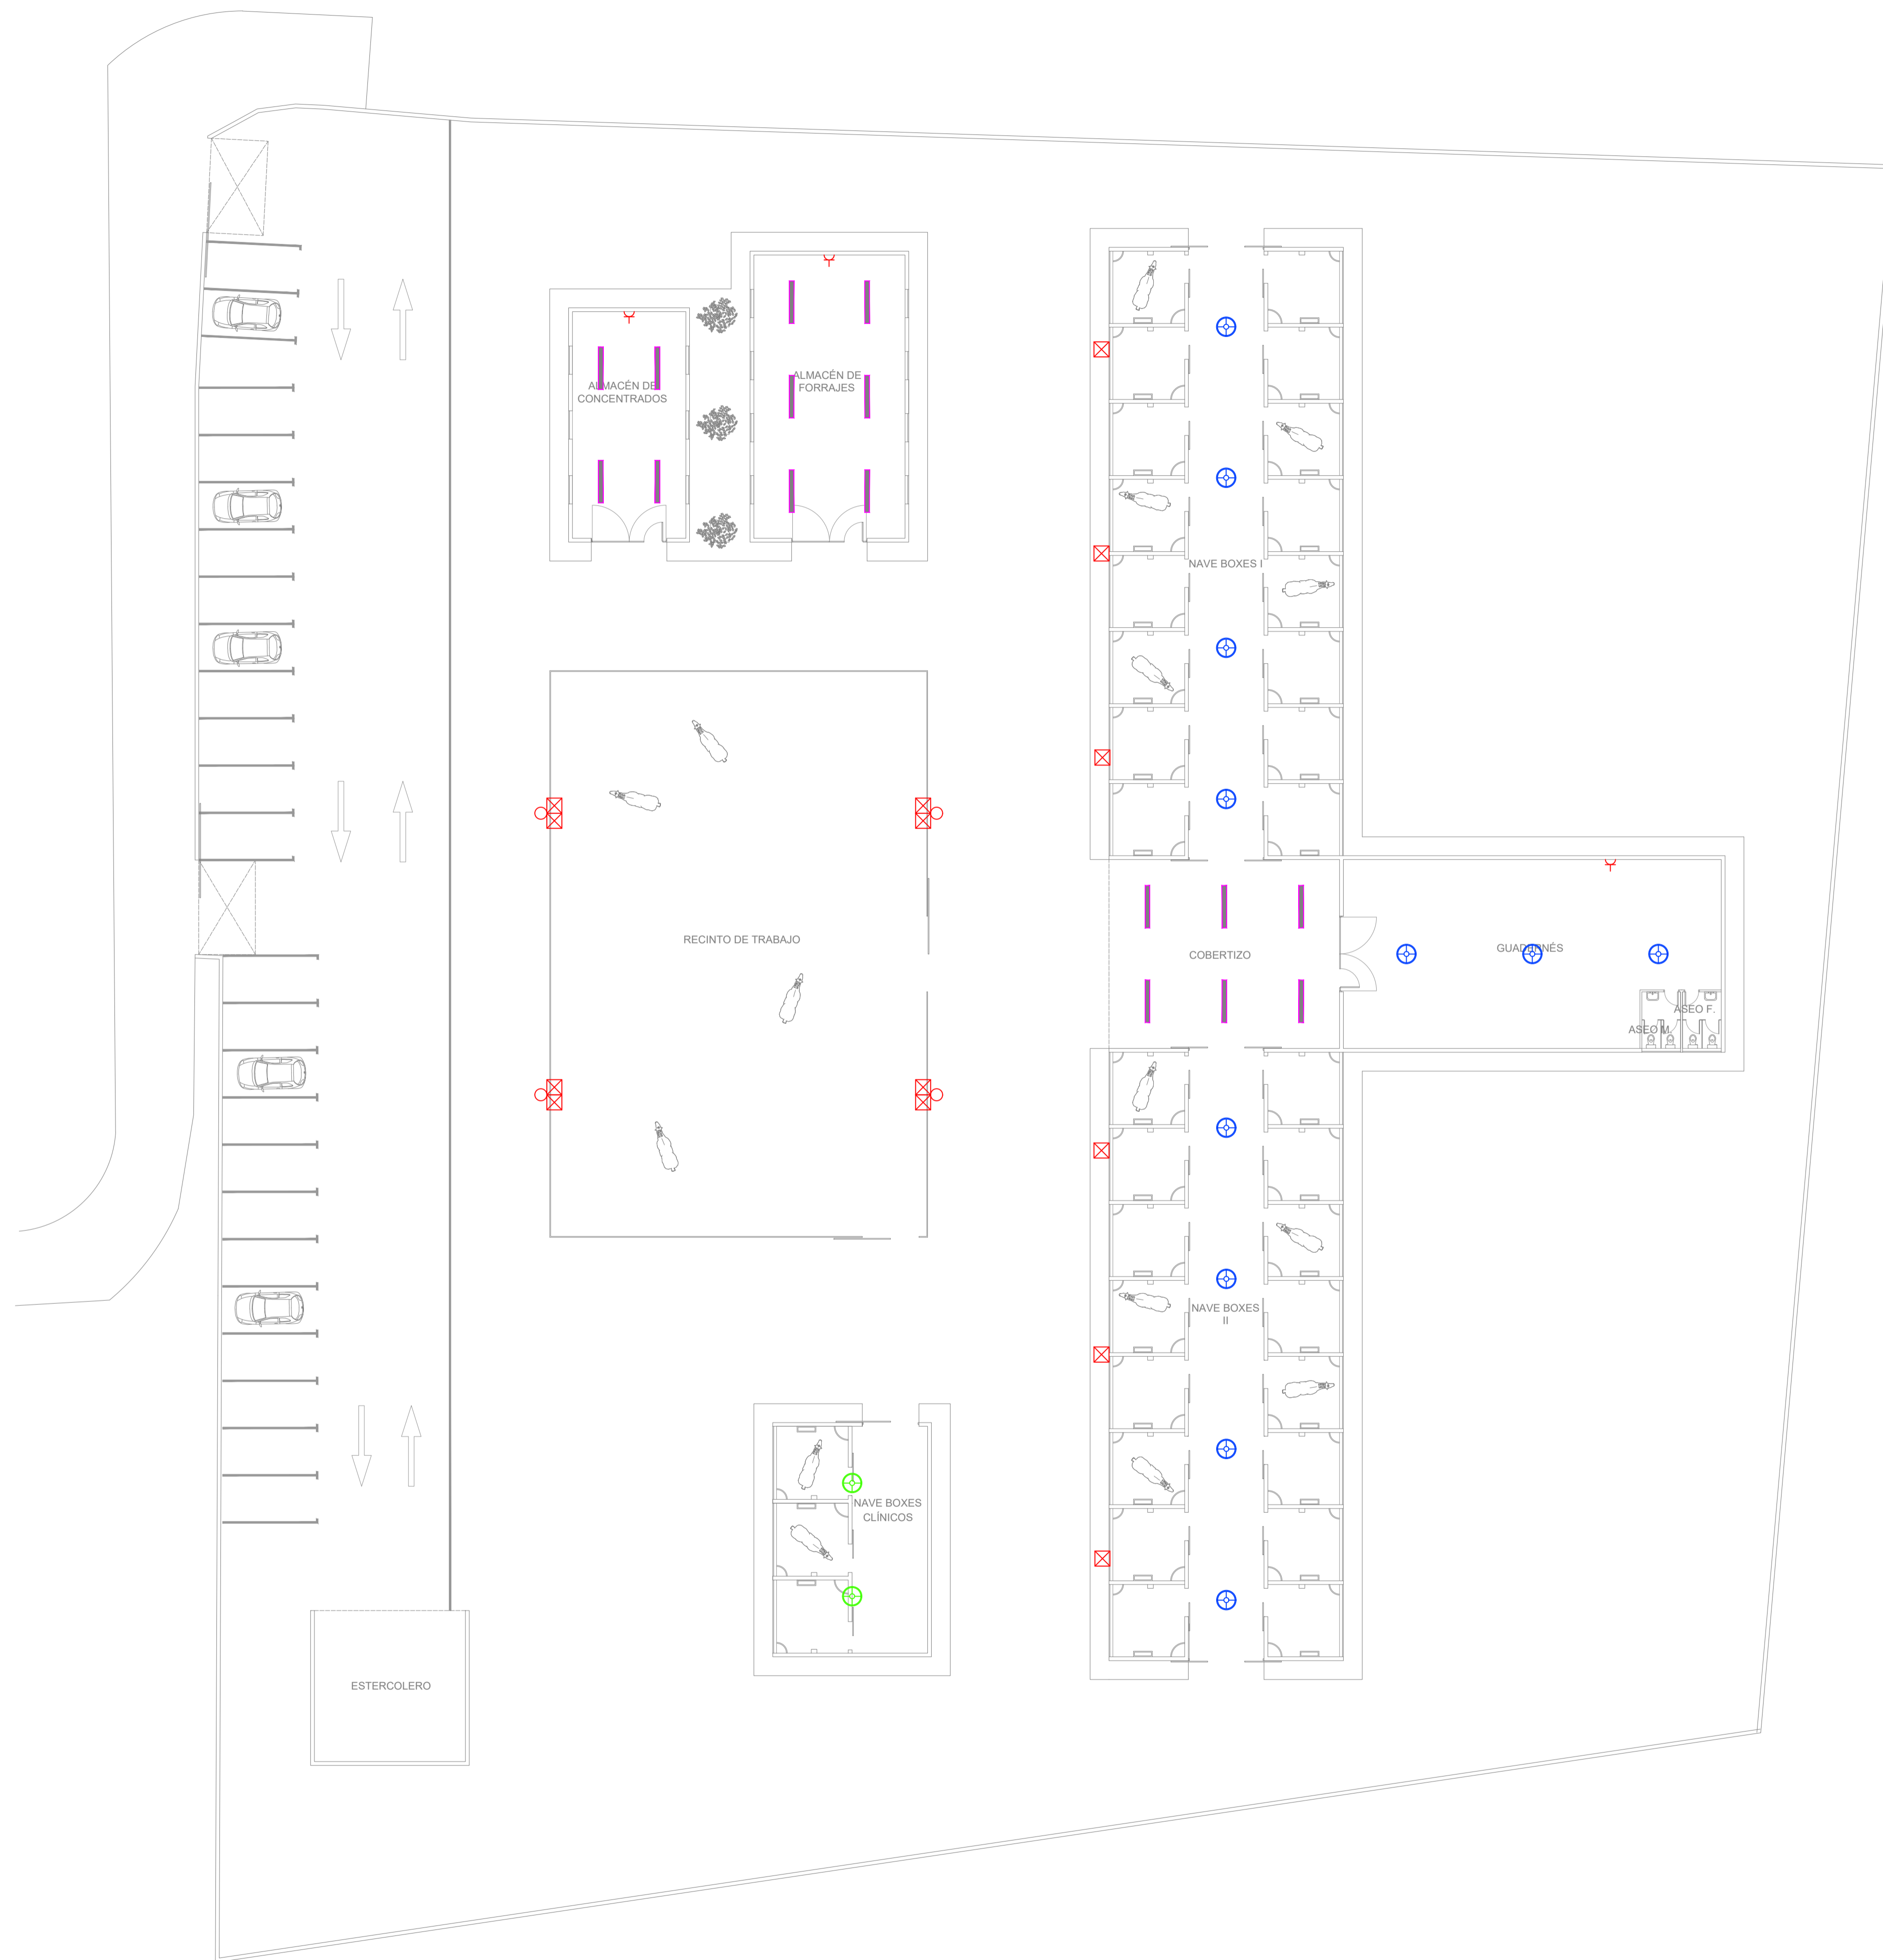 ALMACÉN DE
CONCENTRADOS
ALMACÉN DE
FORRAJES
NAVE BOXES I
RECINTO DE TRABAJO
COBERTIZO
GUADARNÉS
ASEO F.
ASEO M.
NAVE BOXES
II
NAVE BOXES
CLÍNICOS
ESTERCOLERO